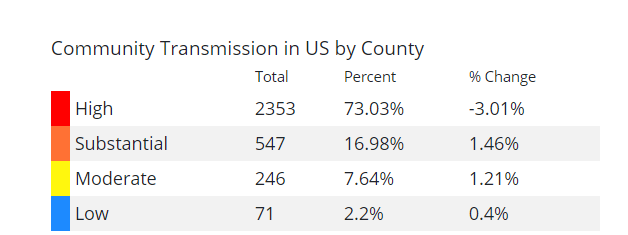 Community Transmission in US by County
Total Percent % Change
High 2353 73.03% -3.01%
Substantial 547 16.98% 1.46%
Moderate 246 7.64% 1.21%
Low 71 2.2% 0.4%